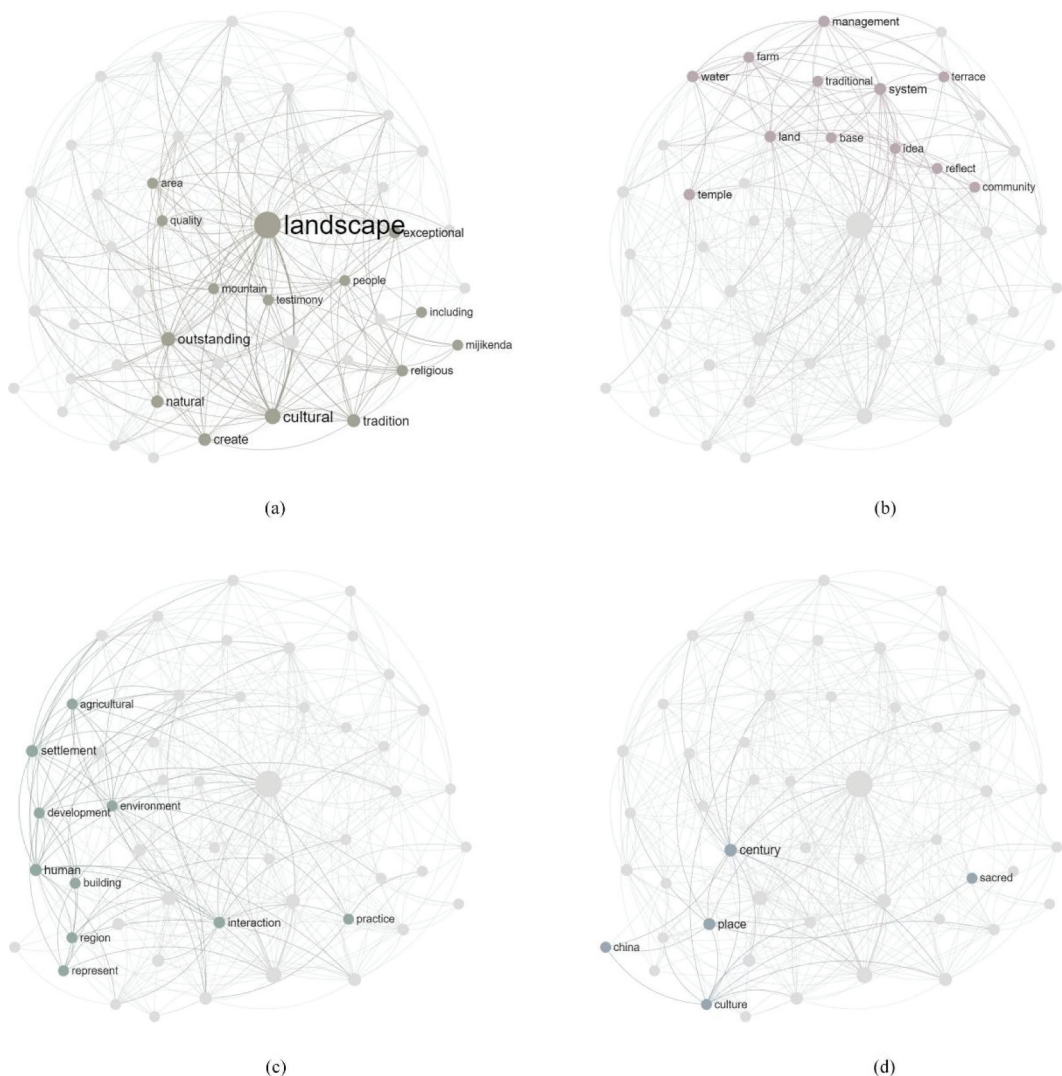 area
quality
landscape
exceptional
mountain
people
testimony
including
outstanding
mijikenda
religious
natural
cultural
tradition
create
(a)
management
farm
water
traditional
terrace
system
land
base
idea
reflect
community
temple
(b)
agricultural
settlement
environment
development
human
building
interaction
practice
region
represent
(c)
century
sacred
place
china
culture
(d)